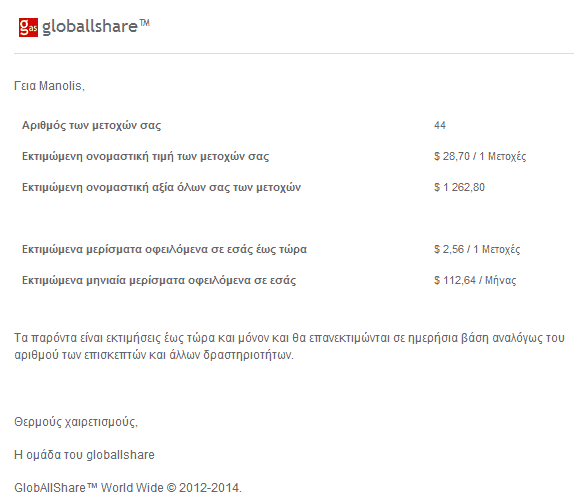 gas globallshare™
Γεια Manolis,
Αριθμός των μετοχών σας 44
Εκτιμώμενη ονομαστική τιμή των μετοχών σας $ 28,70 / 1 Μετοχές
Εκτιμώμενη ονομαστική αξία όλων σας των μετοχών $ 1 262,80
Εκτιμώμενα μερίσματα οφειλόμενα σε εσάς έως τώρα $ 2,56 / 1 Μετοχές
Εκτιμώμενα μηνιαία μερίσματα οφειλόμενα σε εσάς $ 112,64 / Μήνας
Τα παρόντα είναι εκτιμήσεις έως τώρα και μόνον και θα επανεκτιμώνται σε ημερήσια βάση αναλόγως του
αριθμού των επισκεπτών και άλλων δραστηριοτήτων.
Θερμούς χαιρετισμούς,
Η ομάδα του globallshare
GlobAllShare™ World Wide © 2012-2014.